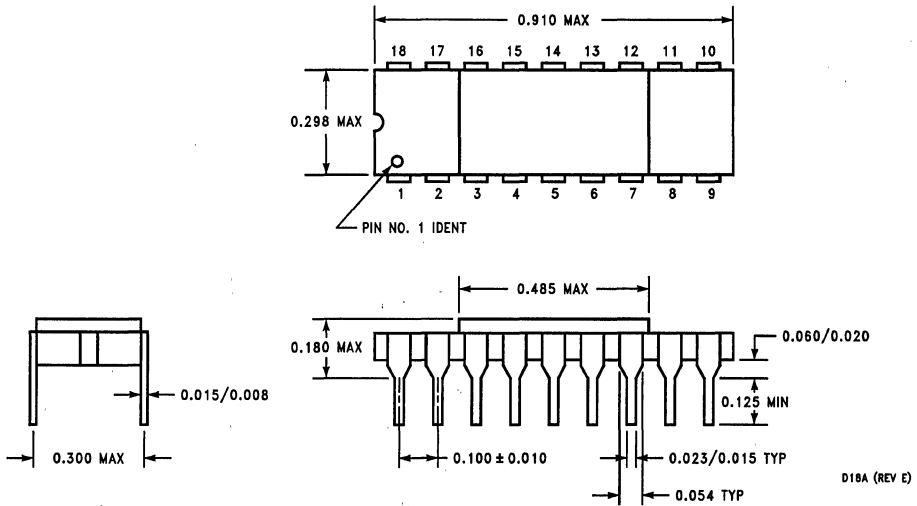 0.910 MAX
18 17 16 15 14 13 12 11 10
0.298 MAX
1 2 3 4 5 6 7 8 9
PIN NO. 1 IDENT
0.485 MAX
0.180 MAX
0.060/0.020
0.015/0.008
0.125 MIN
0.300 MAX
0.100 ± 0.010
0.023/0.015 TYP
0.054 TYP
D18A (REV E)